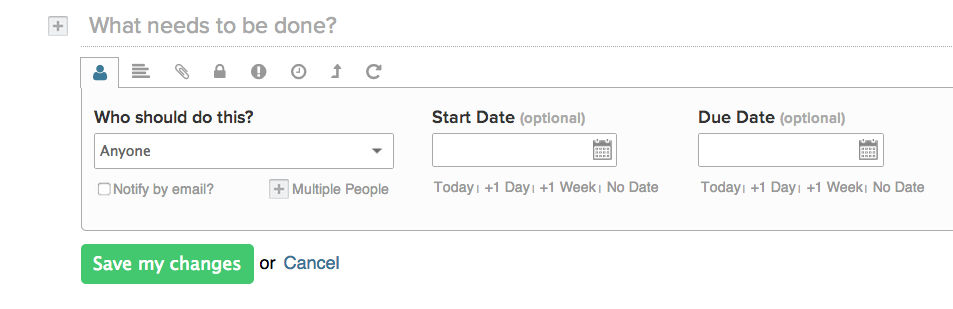 What needs to be done?
Who should do this? Start Date (optional) Due Date (optional)
Anyone
Notify by email? Multiple People Today | +1 Day | +1 Week | No Date Today | +1 Day | +1 Week | No Date
Save my changes or Cancel